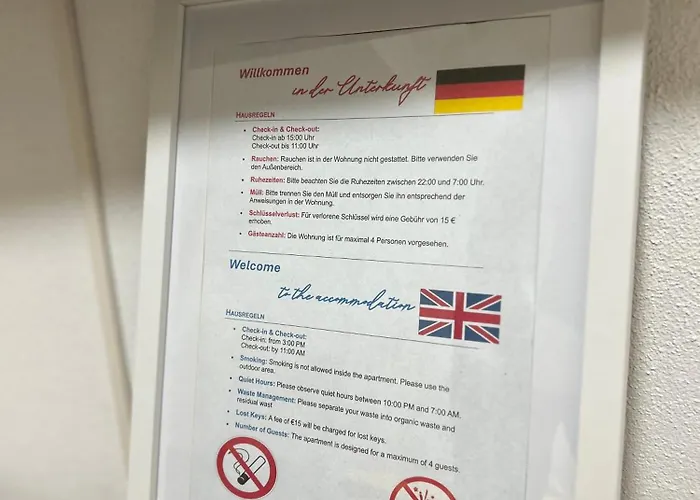 Willkommen
in der Unterkunft
HAUSREGELN
• Check-in & Check-out:
Check-in ab 15:00 Uhr
Check-out bis 11:00 Uhr
• Rauchen: Rauchen ist in der Wohnung nicht gestattet. Bitte verwenden Sie
den Außenbereich.
• Ruhezeiten: Bitte beachten Sie die Ruhezeiten zwischen 22:00 und 7:00 Uhr.
• Müll: Bitte trennen Sie den Müll und entsorgen Sie ihn entsprechend der
Anweisungen in der Wohnung.
• Schlüsselverlust: Für verlorene Schlüssel wird eine Gebühr von 15 €
erhoben.
• Gästeanzahl: Die Wohnung ist für maximal 4 Personen vorgesehen.
Welcome
to the accommodation
HAUSREGELN
• Check-in & Check-out:
Check-in: from 3:00 PM
Check-out: by 11:00 AM
• Smoking: Smoking is not allowed inside the apartment. Please use the
outdoor area.
• Quiet Hours: Please observe quiet hours between 10:00 PM and 7:00 AM.
• Waste Management: Please separate your waste into organic waste and
residual wast
• Lost Keys: A fee of €15 will be charged for lost keys.
• Number of Guests: The apartment is designed for a maximum of 4 guests.